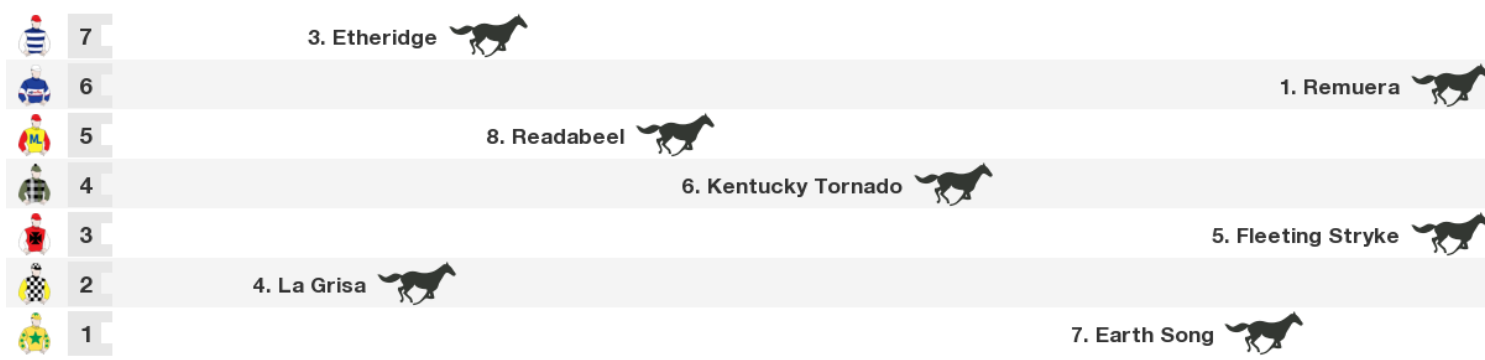 7 3. Etheridge
6 1. Remuera
M. 5 8. Readabeel
4 6. Kentucky Tornado
3 5. Fleeting Stryke
2 4. La Grisa
1 7. Earth Song